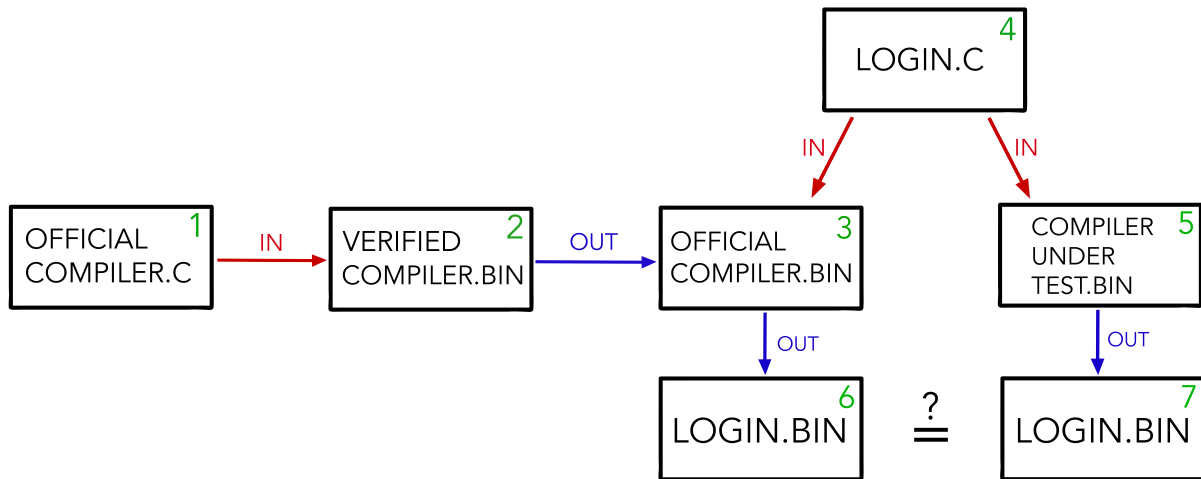 4
LOGIN.C
IN
IN
1
OFFICIAL
COMPILER.C
IN
2
VERIFIED
COMPILER.BIN
OUT
3
OFFICIAL
COMPILER.BIN
5
COMPILER
UNDER
TEST.BIN
OUT
OUT
6
LOGIN.BIN
?
=
7
LOGIN.BIN